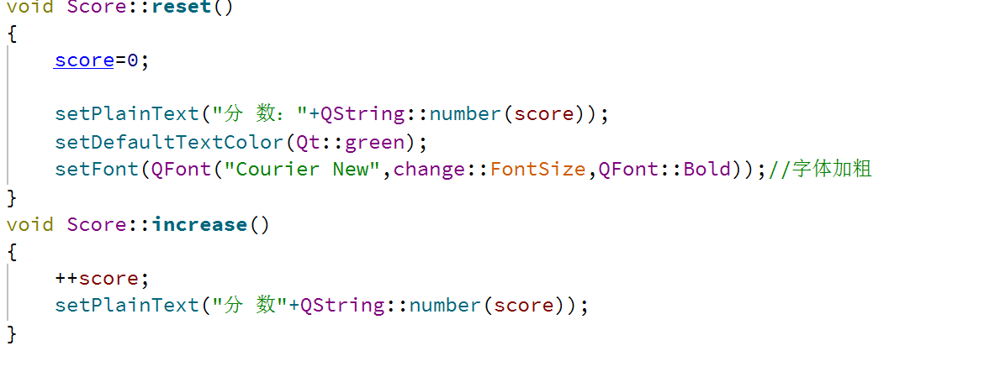 void Score::reset()
{
    score=0;
    setPlainText("分 数："+QString::number(score));
    setDefaultTextColor(Qt::green);
    setFont(QFont("Courier New",change::FontSize,QFont::Bold));//字体加粗
}
void Score::increase()
{
    ++score;
    setPlainText("分 数"+QString::number(score));
}